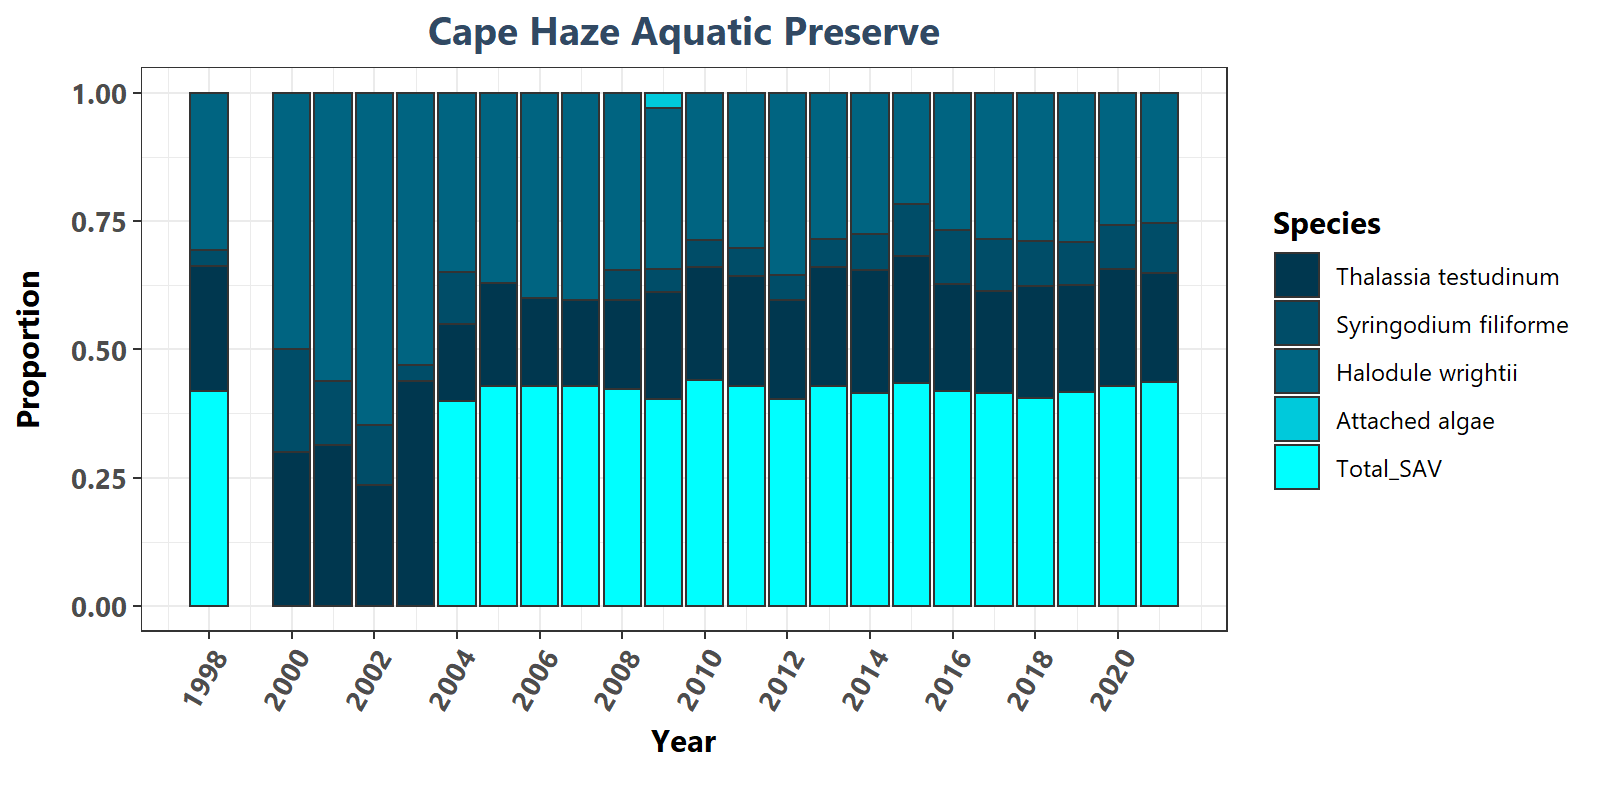 Cape Haze Aquatic Preserve
1.00
0.75
0.50
0.25
0.00
Proportion
1998
2000
2002
2004
2006
2008
2010
2012
2014
2016
2018
2020
Year
Species
Thalassia testudinum
Syringodium filiforme
Halodule wrightii
Attached algae
Total_SAV